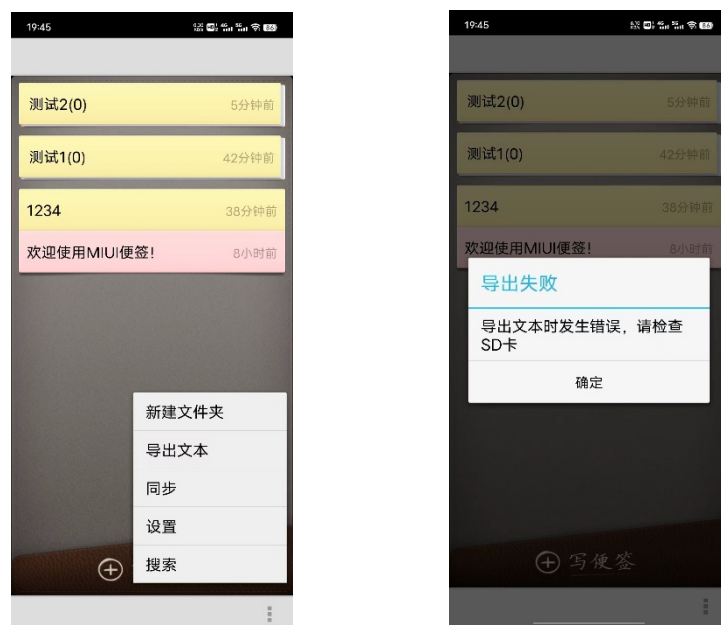 19:45
测试2(0)
5分钟前
测试1(0)
42分钟前
1234
38分钟前
欢迎使用MIUI便签!
8小时前
新建文件夹
导出文本
同步
设置
搜索
19:45
测试2(0)
5分钟前
测试1(0)
42分钟前
1234
38分钟前
欢迎使用MIUI便签!
8小时前
导出失败
导出文本时发生错误，请检查
SD卡
确定
写便签